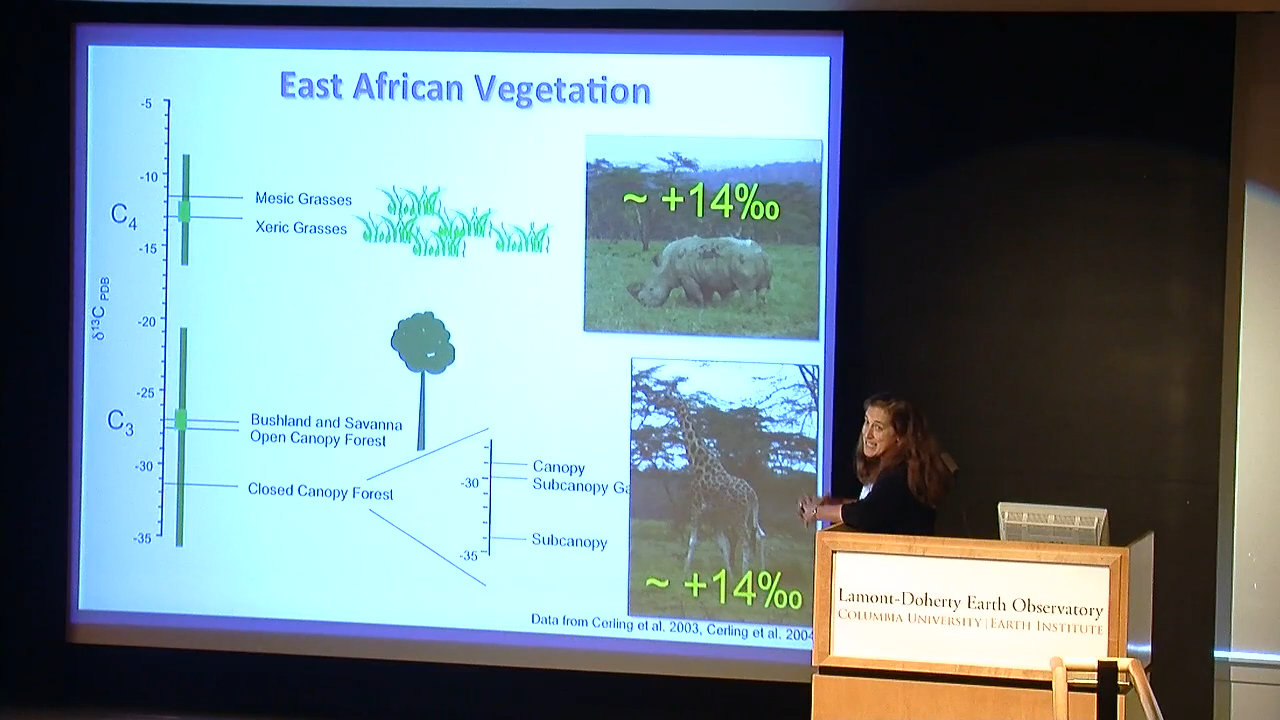 East African Vegetation
-5
-10
-15
-20
-25
-30
-35
δ13C PDB
C4
C3
Mesic Grasses
Xeric Grasses
Bushland and Savanna
Open Canopy Forest
Closed Canopy Forest
-30
-35
Canopy
Subcanopy Ga
Subcanopy
~ +14‰
~ +14‰
Data from Cerling et al. 2003, Cerling et al. 2004
Lamont-Doherty Earth Observatory
COLUMBIA UNIVERSITY | EARTH INSTITUTE